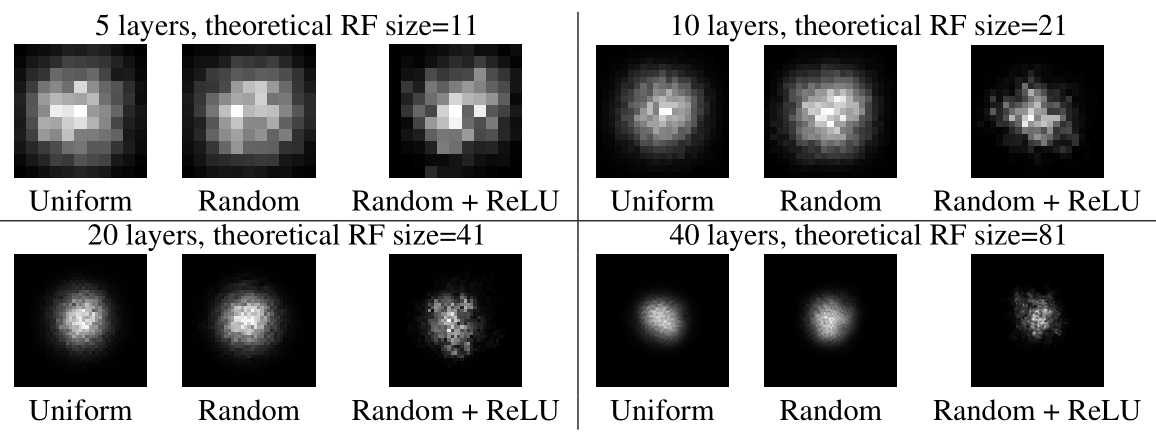 5 layers, theoretical RF size=11
Uniform Random Random + ReLU
10 layers, theoretical RF size=21
Uniform Random Random + ReLU
20 layers, theoretical RF size=41
Uniform Random Random + ReLU
40 layers, theoretical RF size=81
Uniform Random Random + ReLU